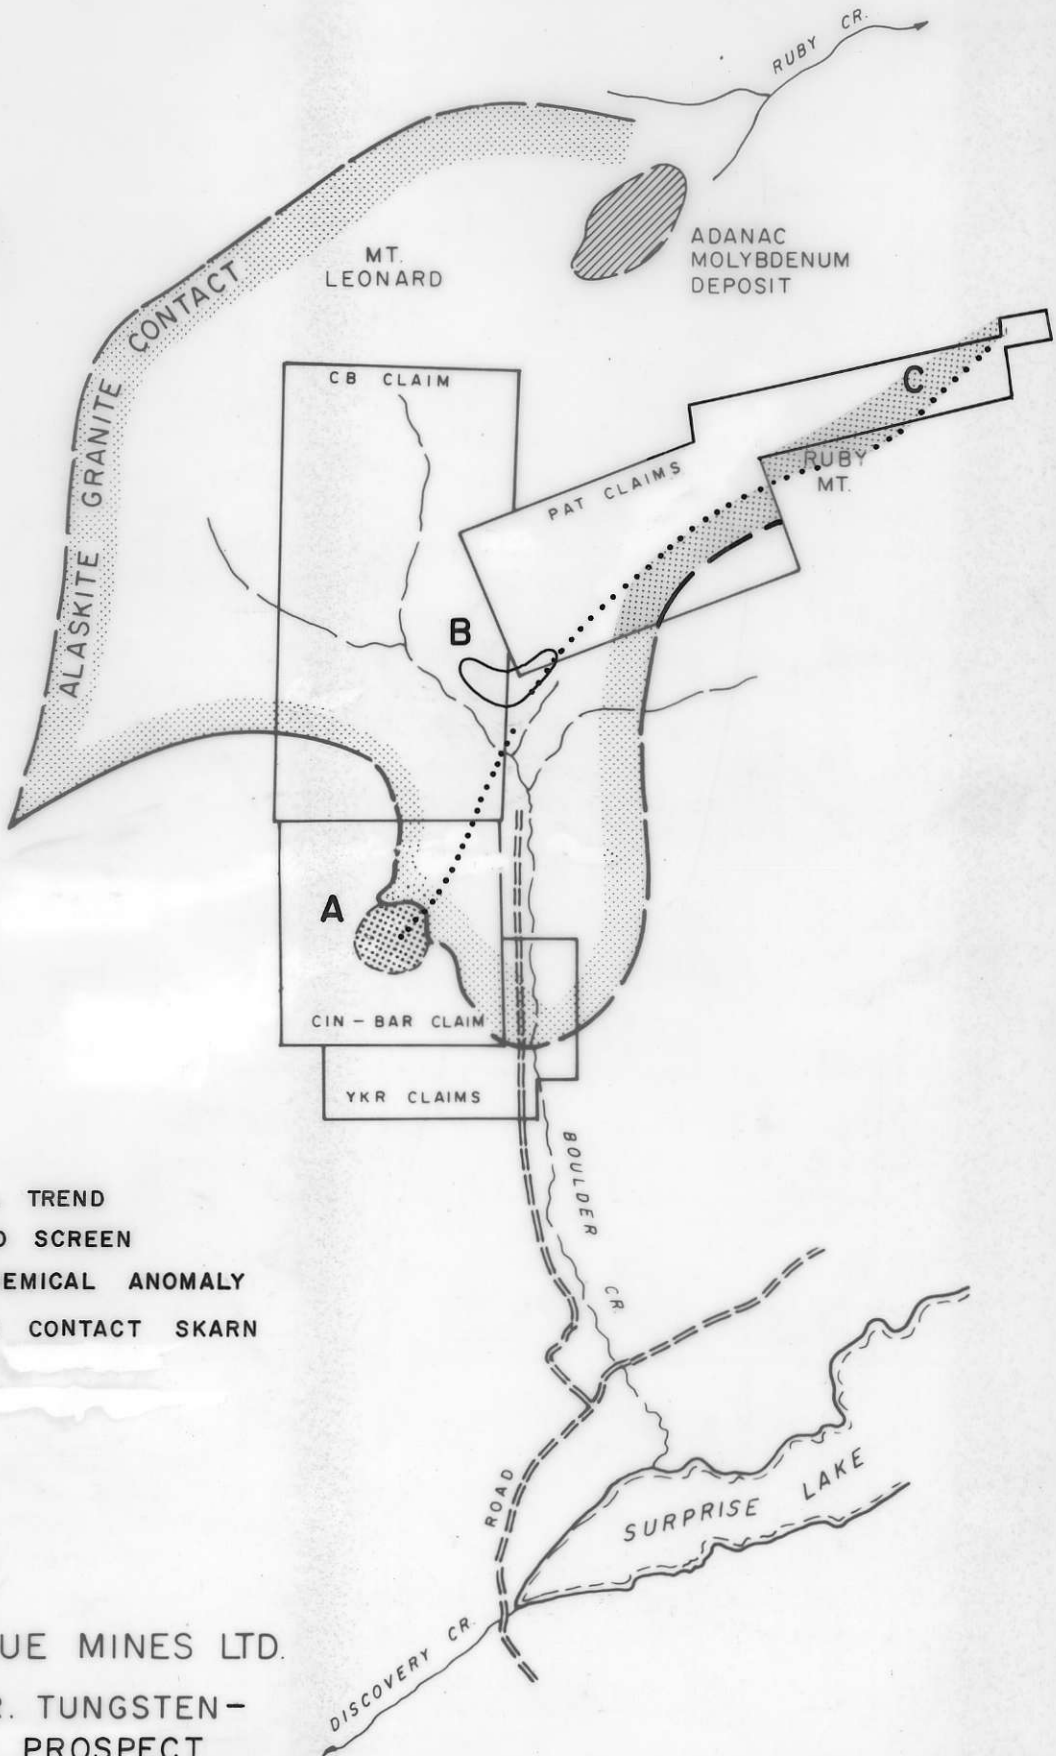 RUBY CR.
ADANAC
MOLYBDENUM
DEPOSIT
MT.
LEONARD
ALASKITE GRANITE CONTACT
CB CLAIM
C
PAT CLAIMS
RUBY
MT.
B
A
CIN-BAR CLAIM
YKR CLAIMS
BOULDER CR.
TREND
SCREEN
EMICAL ANOMALY
CONTACT SKARN
ROAD
SURPRISE LAKE
DISCOVERY CR.
UE MINES LTD.
R. TUNGSTEN-
PROSPECT